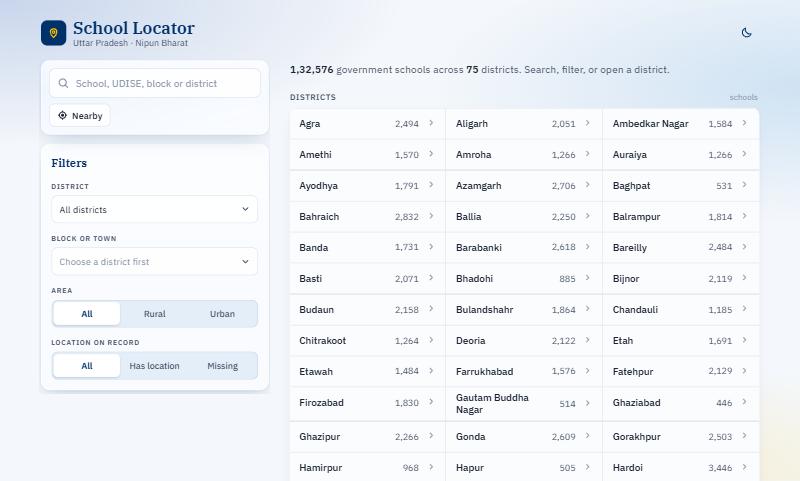 School Locator
Uttar Pradesh · Nipun Bharat
School, UDISE, block or district
Nearby
Filters
DISTRICT
All districts
BLOCK OR TOWN
Choose a district first
AREA
All Rural Urban
LOCATION ON RECORD
All Has location Missing
1,32,576 government schools across 75 districts. Search, filter, or open a district.
DISTRICTS schools
Agra 2,494 Aligarh 2,051 Ambedkar Nagar 1,584
Amethi 1,570 Amroha 1,266 Auraiya 1,266
Ayodhya 1,791 Azamgarh 2,706 Baghpat 531
Bahraich 2,832 Ballia 2,250 Balrampur 1,814
Banda 1,731 Barabanki 2,618 Bareilly 2,484
Basti 2,071 Bhadohi 885 Bijnor 2,119
Budaun 2,158 Bulandshahr 1,864 Chandauli 1,185
Chitrakoot 1,264 Deoria 2,122 Etah 1,691
Etawah 1,484 Farrukhabad 1,576 Fatehpur 2,129
Firozabad 1,830 Gautam Buddha Nagar 514 Ghaziabad 446
Ghazipur 2,266 Gonda 2,609 Gorakhpur 2,503
Hamirpur 968 Hapur 505 Hardoi 3,446